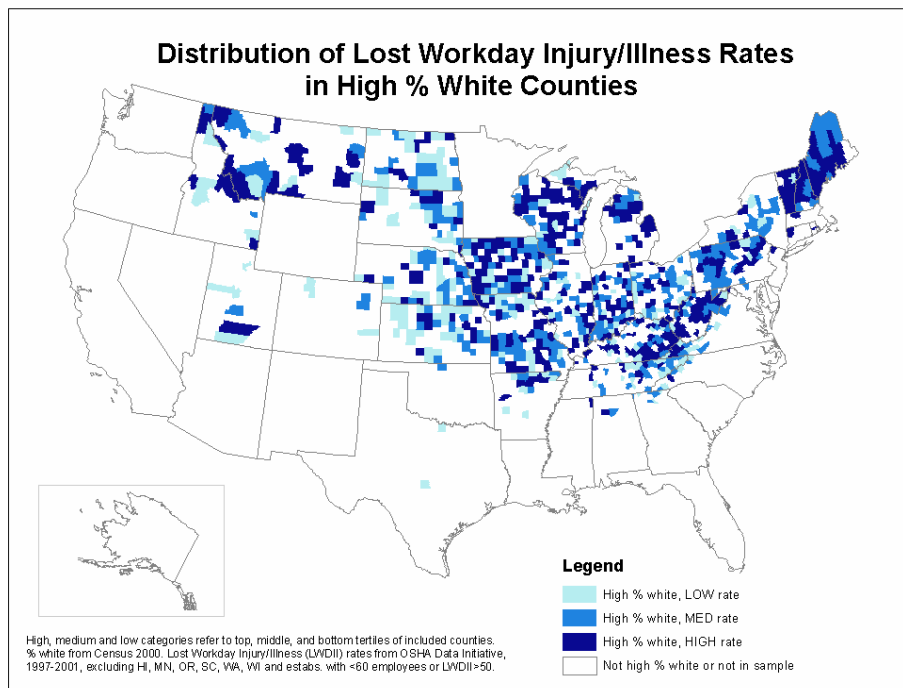 Distribution of Lost Workday Injury/Illness Rates
in High % White Counties
Legend
High % white, LOW rate
High % white, MED rate
High % white, HIGH rate
Not high % white or not in sample
High, medium and low categories refer to top, middle, and bottom tertiles of included counties.
% white from Census 2000. Lost Workday Injury/Illness (LWDII) rates from OSHA Data Initiative,
1997-2001, excluding HI, MN, OR, SC, WA, WI and estabs. with <60 employees or LWDII>50.